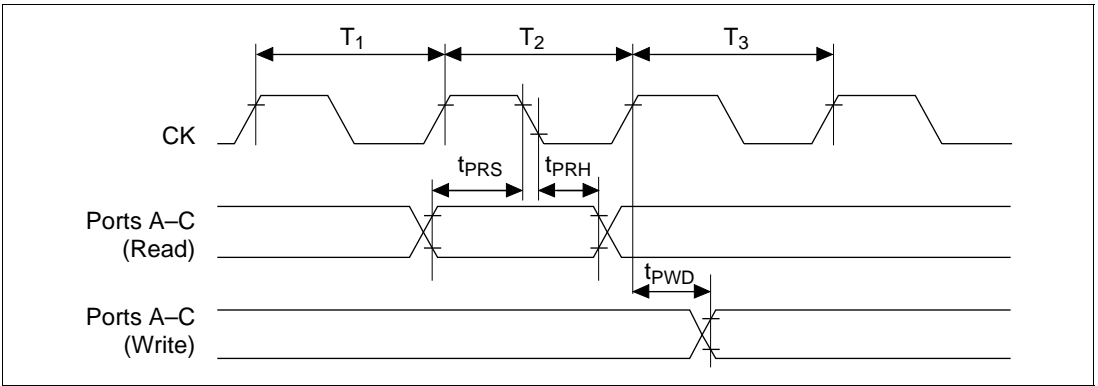 T1 T2 T3
CK
tPRS tPRH
Ports A–C
(Read)
tPWD
Ports A–C
(Write)